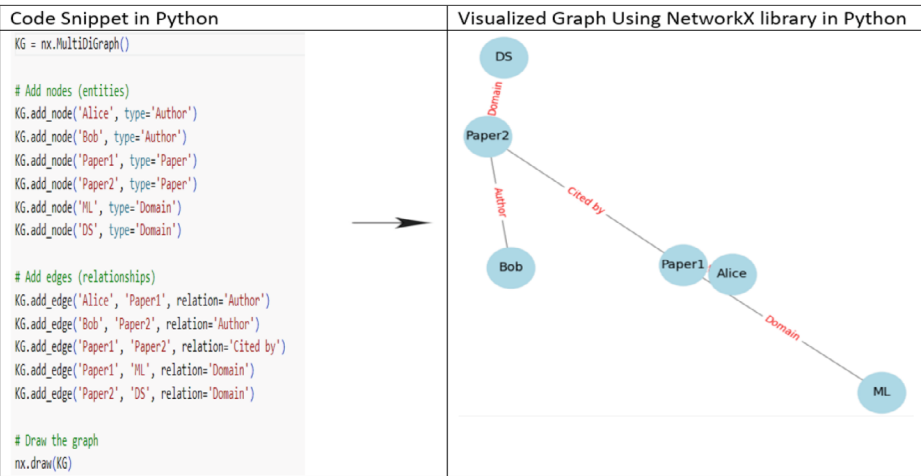 Code Snippet in Python
KG = nx.MultiDiGraph()
# Add nodes (entities)
KG.add_node('Alice', type='Author')
KG.add_node('Bob', type='Author')
KG.add_node('Paper1', type='Paper')
KG.add_node('Paper2', type='Paper')
KG.add_node('ML', type='Domain')
KG.add_node('DS', type='Domain')
# Add edges (relationships)
KG.add_edge('Alice', 'Paper1', relation='Author')
KG.add_edge('Bob', 'Paper2', relation='Author')
KG.add_edge('Paper1', 'Paper2', relation='Cited by')
KG.add_edge('Paper1', 'ML', relation='Domain')
KG.add_edge('Paper2', 'DS', relation='Domain')
# Draw the graph
nx.draw(KG)
Visualized Graph Using NetworkX library in Python
DS
Domain
Paper2
Author
Cited by
Bob
Paper1
Alice
Domain
ML